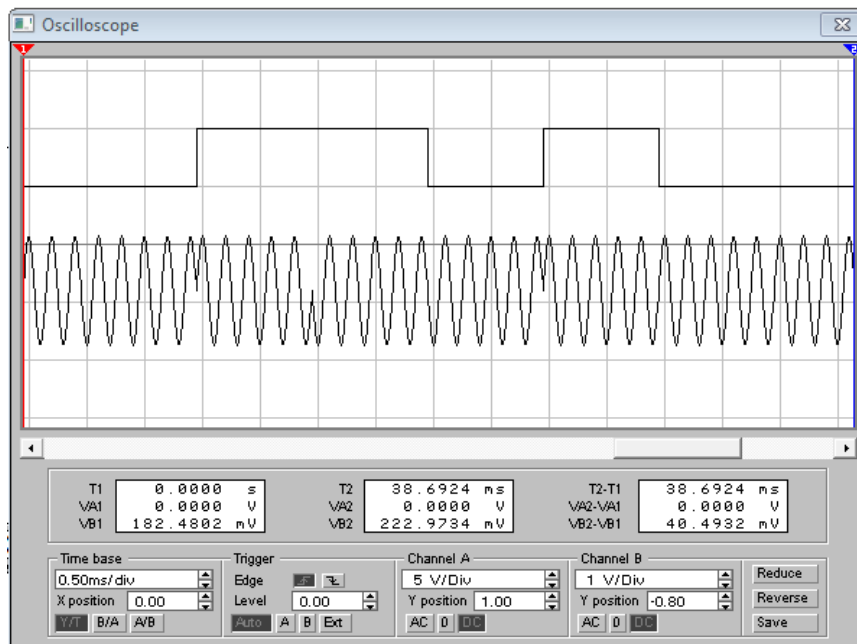 Oscilloscope
1 2
T1 0.0000 s T2 38.6924 ms T2-T1 38.6924 ms
VA1 0.0000 V VA2 0.0000 V VA2-VA1 0.0000 V
VB1 182.4802 mV VB2 222.9734 mV VB2-VB1 40.4932 mV
Time base Trigger Channel A Channel B
0.50ms/div Edge 5 V/Div 1 V/Div Reduce
X position 0.00 Level 0.00 Y position 1.00 Y position -0.80 Reverse
Y/T B/A A/B Auto A B Ext AC 0 DC AC 0 DC Save